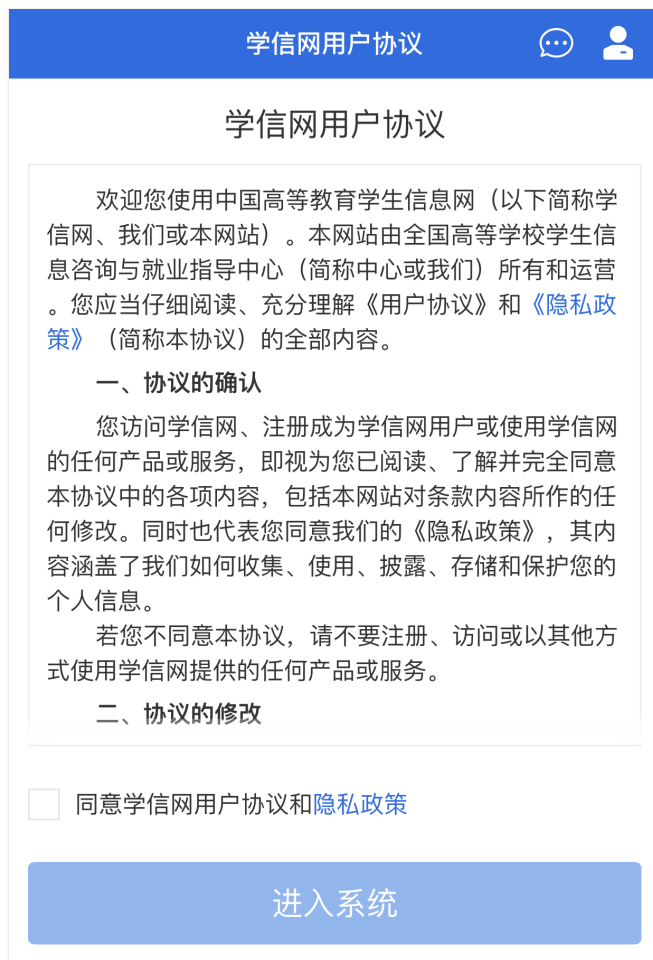 学信网用户协议
学信网用户协议
欢迎您使用中国高等教育学生信息网（以下简称学
信网、我们或本网站）。本网站由全国高等学校学生信
息咨询与就业指导中心（简称中心或我们）所有和运营
。您应当仔细阅读、充分理解《用户协议》和《隐私政
策》（简称本协议）的全部内容。
一、协议的确认
您访问学信网、注册成为学信网用户或使用学信网
的任何产品或服务，即视为您已阅读、了解并完全同意
本协议中的各项内容，包括本网站对条款内容所作的任
何修改。同时也代表您同意我们的《隐私政策》，其内
容涵盖了我们如何收集、使用、披露、存储和保护您的
个人信息。
若您不同意本协议，请不要注册、访问或以其他方
式使用学信网提供的任何产品或服务。
二、协议的修改
同意学信网用户协议和隐私政策
进入系统